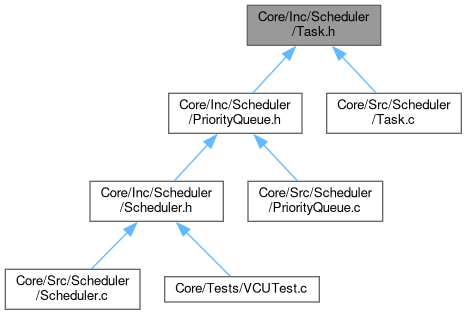 Core/Inc/Scheduler
/Task.h
Core/Inc/Scheduler
/PriorityQueue.h
Core/Src/Scheduler
/Task.c
Core/Inc/Scheduler
/Scheduler.h
Core/Src/Scheduler
/PriorityQueue.c
Core/Src/Scheduler
/Scheduler.c
Core/Tests/VCUTest.c